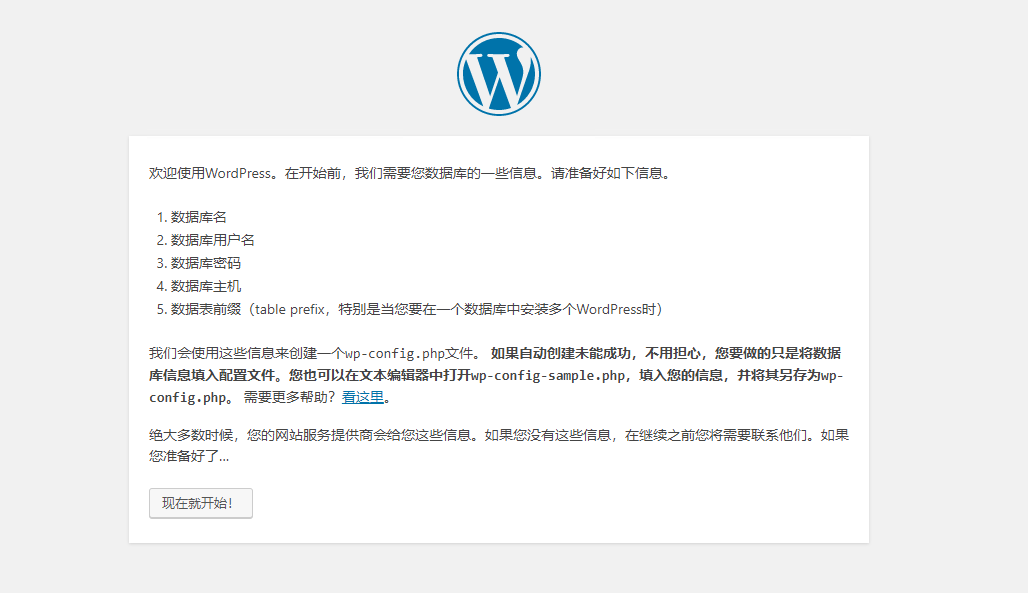 欢迎使用WordPress。在开始前，我们需要您数据库的一些信息。请准备好如下信息。
1. 数据库名
2. 数据库用户名
3. 数据库密码
4. 数据库主机
5. 数据表前缀（table prefix，特别是当您要在一个数据库中安装多个WordPress时）
我们会使用这些信息来创建一个wp-config.php文件。 如果自动创建未能成功，不用担心，您要做的只是将数据
库信息填入配置文件。您也可以在文本编辑器中打开wp-config-sample.php，填入您的信息，并将其另存为wp-
config.php。 需要更多帮助？看这里。
绝大多数时候，您的网站服务提供商会给您这些信息。如果您没有这些信息，在继续之前您将需要联系他们。如果
您准备好了...
现在就开始！